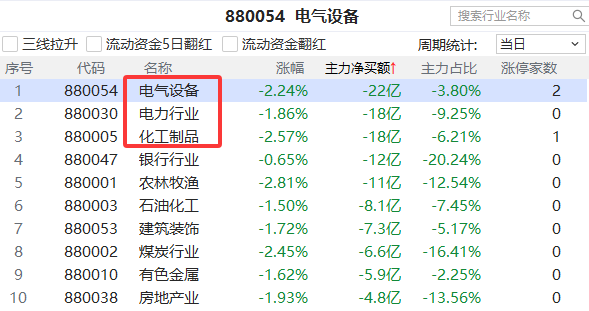 880054 电气设备
搜索行业名称
三线拉升 流动资金5日翻红 流动资金翻红 周期统计: 当日
序号 代码 名称 涨幅 主力净买额↑ 主力占比 涨停家数
1 880054 电气设备 -2.24% -22亿 -3.80% 2
2 880030 电力行业 -1.86% -18亿 -9.25% 0
3 880005 化工制品 -2.57% -18亿 -6.21% 1
4 880047 银行行业 -0.65% -12亿 -20.24% 0
5 880001 农林牧渔 -2.81% -11亿 -12.54% 0
6 880003 石油化工 -1.50% -8.1亿 -7.45% 0
7 880053 建筑装饰 -1.72% -7.3亿 -5.17% 0
8 880002 煤炭行业 -2.45% -6.6亿 -16.41% 0
9 880010 有色金属 -1.62% -5.9亿 -2.25% 0
10 880038 房地产业 -1.93% -4.8亿 -13.56% 0